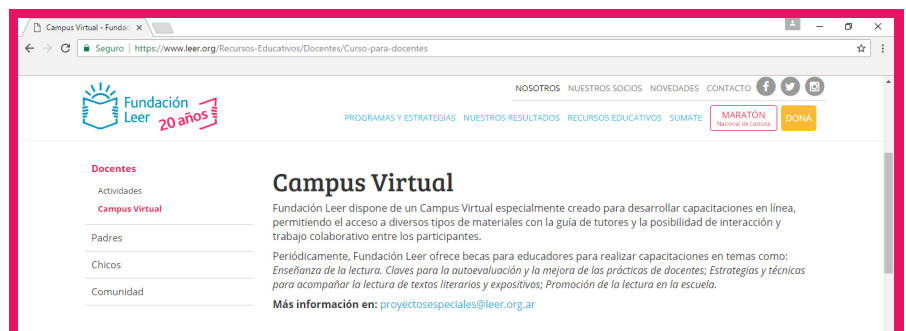 Campus Virtual - Fundac
Seguro | https://www.leer.org/Recursos-Educativos/Docentes/Curso-para-docentes
Fundación
Leer 20 años
NOSOTROS NUESTROS SOCIOS NOVEDADES CONTACTO
PROGRAMAS Y ESTRATEGIAS NUESTROS RESULTADOS RECURSOS EDUCATIVOS SUMATE MARATÓN DONÁ
Nacional de Lectura
Docentes
Actividades
Campus Virtual
Padres
Chicos
Comunidad
Campus Virtual
Fundación Leer dispone de un Campus Virtual especialmente creado para desarrollar capacitaciones en línea,
permitiendo el acceso a diversos tipos de materiales con la guía de tutores y la posibilidad de interacción y
trabajo colaborativo entre los participantes.
Periódicamente, Fundación Leer ofrece becas para educadores para realizar capacitaciones en temas como:
Enseñanza de la lectura. Claves para la autoevaluación y la mejora de las prácticas de docentes; Estrategias y técnicas
para acompañar la lectura de textos literarios y expositivos; Promoción de la lectura en la escuela.
Más información en: proyectosespeciales@leer.org.ar